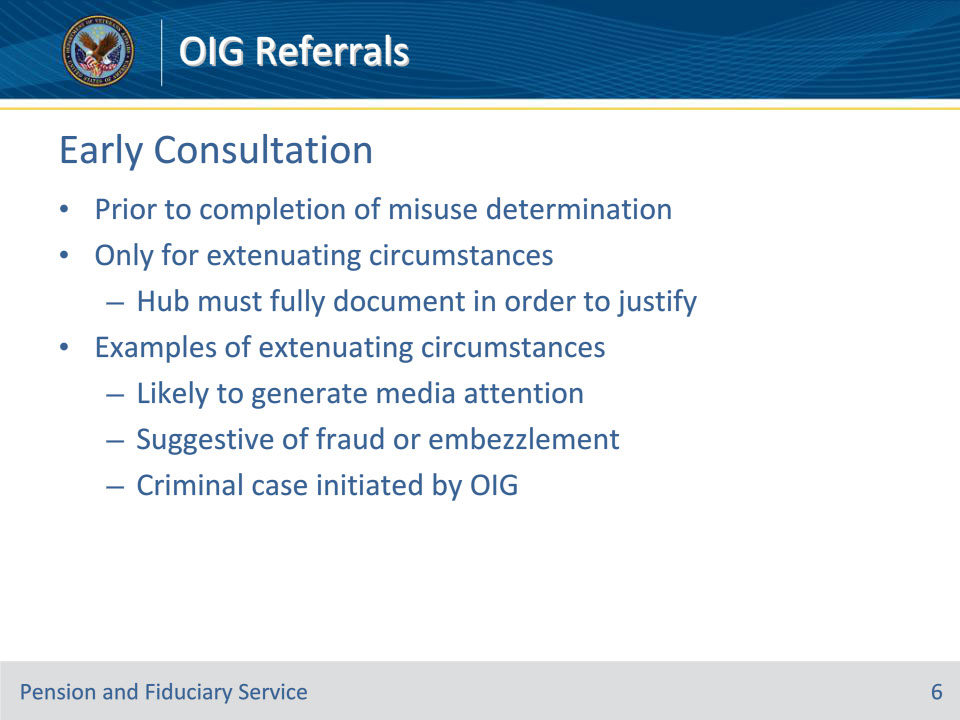 OIG Referrals
Early Consultation
• Prior to completion of misuse determination
• Only for extenuating circumstances
– Hub must fully document in order to justify
• Examples of extenuating circumstances
– Likely to generate media attention
– Suggestive of fraud or embezzlement
– Criminal case initiated by OIG
Pension and Fiduciary Service
6